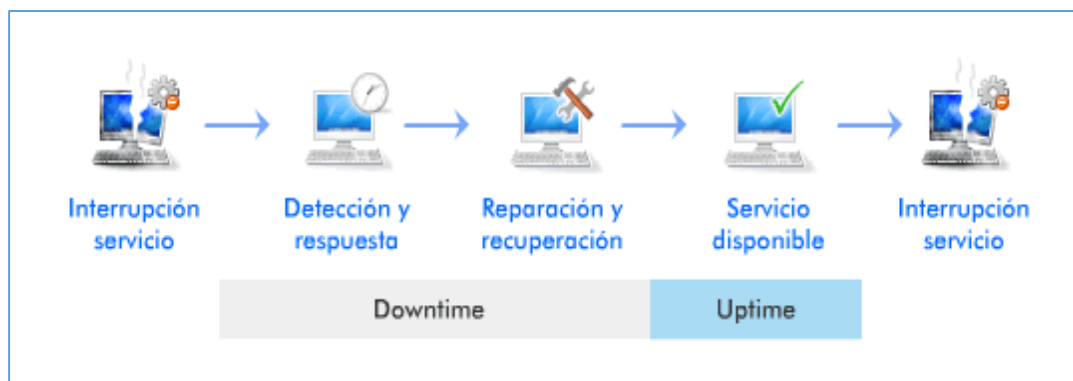 Interrupción
servicio
Detección y
respuesta
Reparación y
recuperación
Servicio
disponible
Interrupción
servicio
Downtime
Uptime